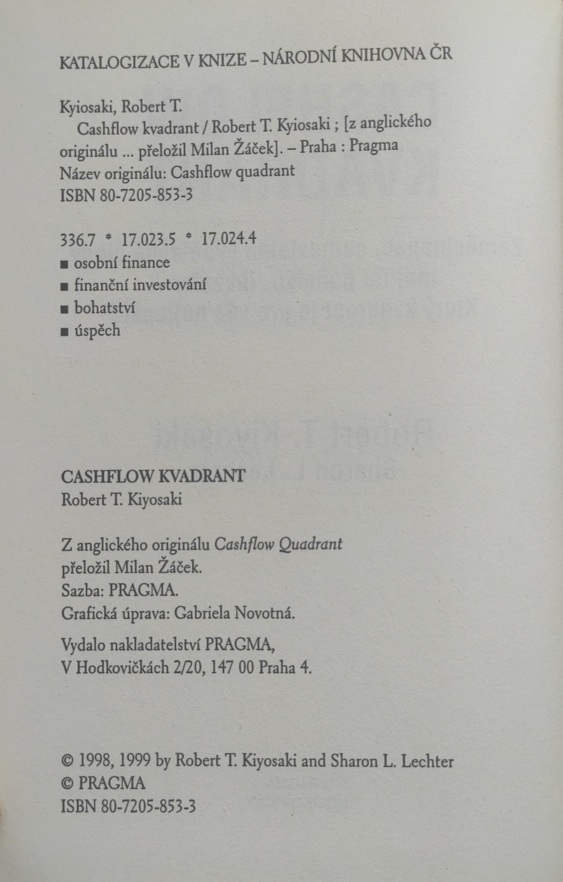 KATALOGIZACE V KNIZE – NÁRODNÍ KNIHOVNA ČR
Kyiosaki, Robert T.
Cashflow kvadrant / Robert T. Kyiosaki ; [z anglického
originálu ... přeložil Milan Žáček]. – Praha : Pragma
Název originálu: Cashflow quadrant
ISBN 80-7205-853-3
336.7 * 17.023.5 * 17.024.4
■ osobní finance
■ finanční investování
■ bohatství
■ úspěch
CASHFLOW KVADRANT
Robert T. Kiyosaki
Z anglického originálu Cashflow Quadrant
přeložil Milan Žáček.
Sazba: PRAGMA.
Grafická úprava: Gabriela Novotná.
Vydalo nakladatelství PRAGMA,
V Hodkovičkách 2/20, 147 00 Praha 4.
© 1998, 1999 by Robert T. Kiyosaki and Sharon L. Lechter
© PRAGMA
ISBN 80-7205-853-3